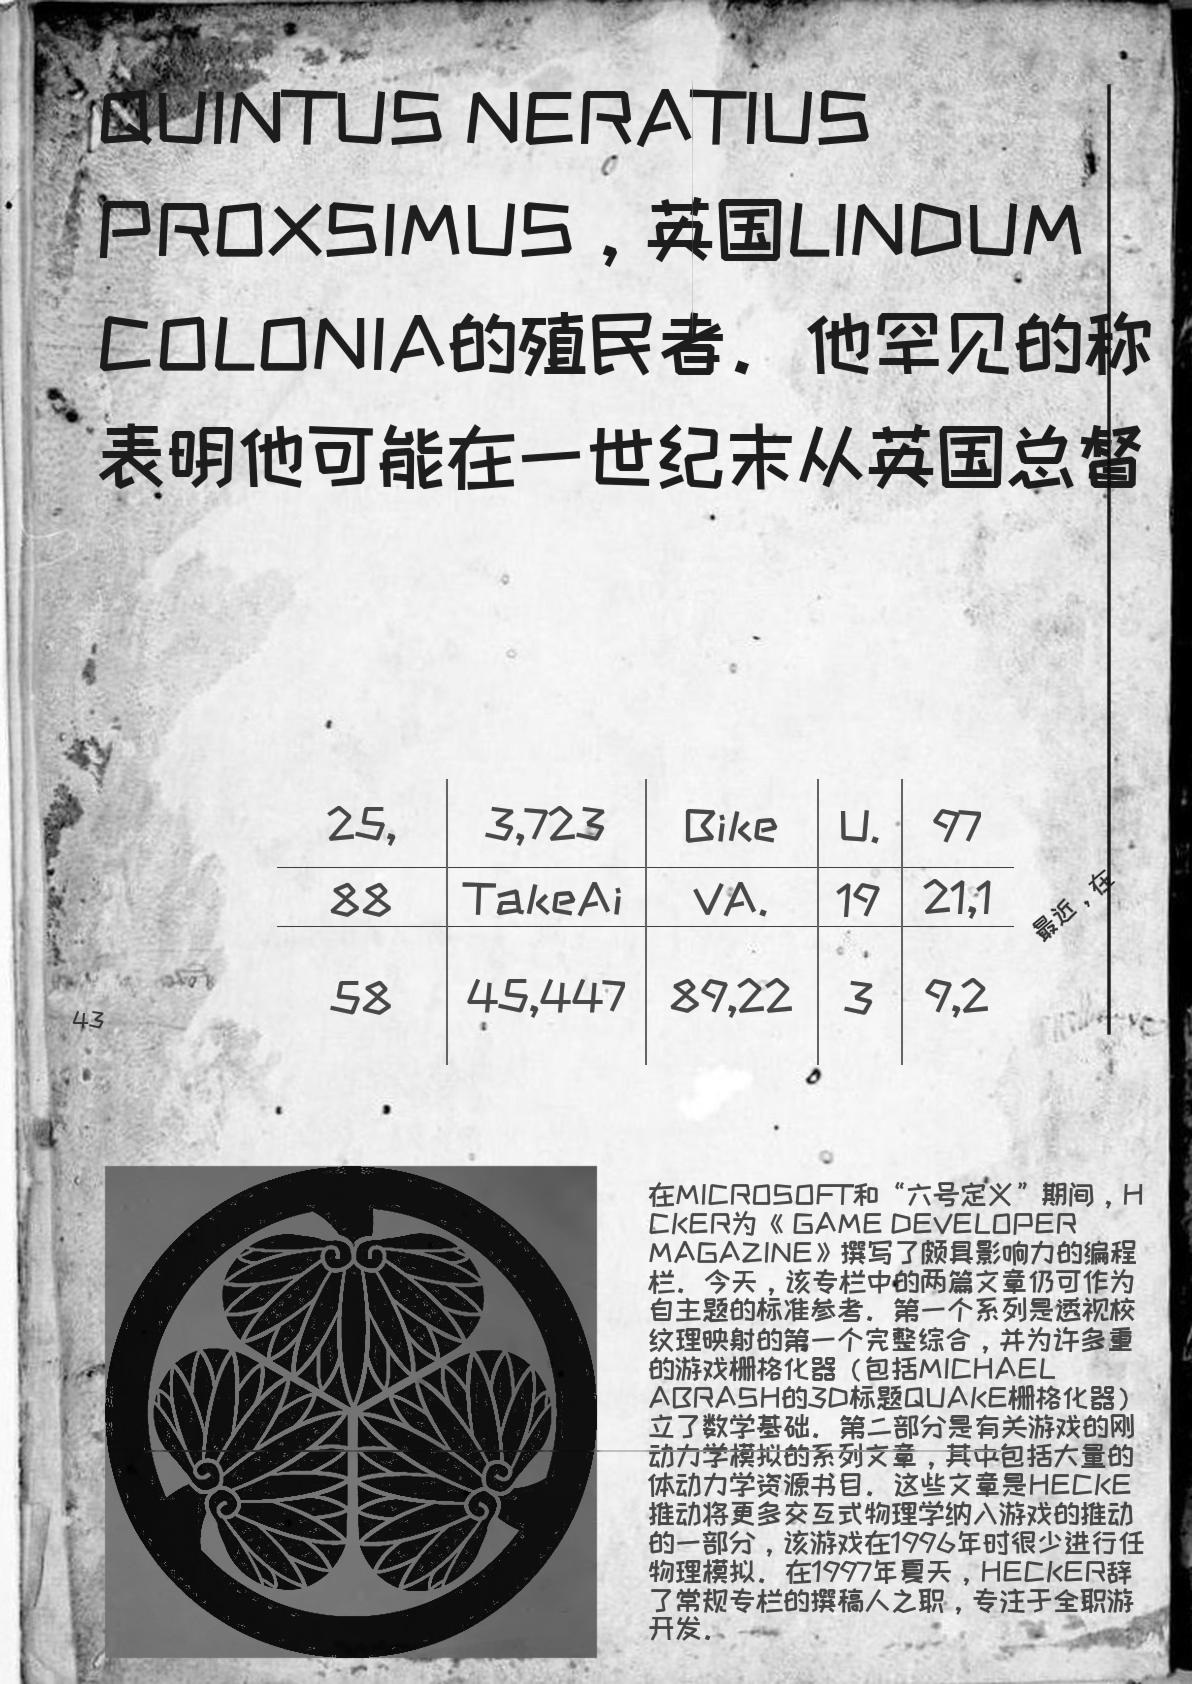 QUINTUS NERATIUS
PROXSIMUS，英国LINDUM
COLONIA的殖民者．他罕见的称
表明他可能在一世纪末从英国总督
25, 3,723 Bike U. 97
88 TakeAi VA. 19 21,1
58 45,447 89,22 3 9,2
最近，在
43
在MICROSOFT和“六号定义”期间，H
CKER为《 GAME DEVELOPER
MAGAZINE》撰写了颇具影响力的编程
栏．今天，该专栏中的两篇文章仍可作为
自主题的标准参考．第一个系列是透视校
纹理映射的第一个完整综合，并为许多重
的游戏栅格化器（包括MICHAEL
ABRASH的3D标题QUAKE栅格化器）
立了数学基础．第二部分是有关游戏的刚
动力学模拟的系列文章，其中包括大量的
体动力学资源书目．这些文章是HECKE
推动将更多交互式物理学纳入游戏的推动
的一部分，该游戏在1996年时很少进行任
物理模拟．在1997年夏天，HECKER辞
了常规专栏的撰稿人之职，专注于全职游
开发．